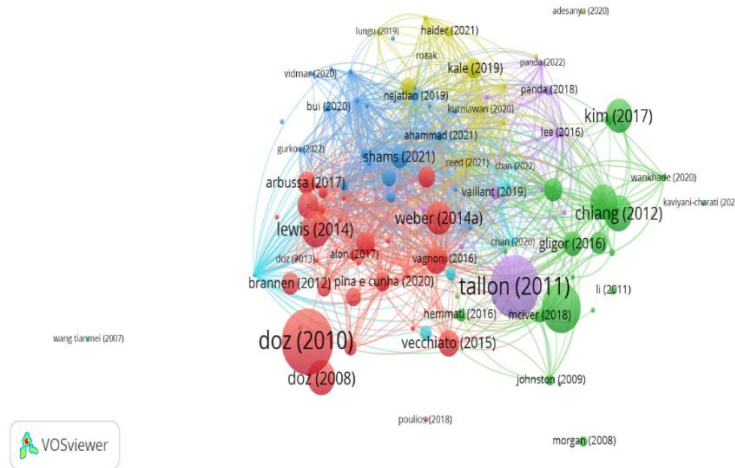 adesanya (2020)
lungu (2019)
haider (2021)
rozak
kale (2019)
panda (2022)
vidmar (2020)
nejatian (2019)
panda (2018)
bui (2020)
kurniawan (2020)
kim (2017)
ahammad (2021)
lee (2016)
gurkov (2022)
shams (2021)
reed (2021)
chan (2022)
wankhade (2020)
arbussa (2017)
vaillant (2019)
kaviyani-charati (202
weber (2014a)
chiang (2012)
lewis (2014)
chan (2020)
gligor (2016)
doz (2013)
alon (2017)
vagnoni (2016)
brannen (2012)
pina e cunha (2020)
tallon (2011)
li (2011)
hemmati (2016)
mciver (2018)
wang tianmei (2007)
doz (2010)
vecchiato (2015)
doz (2008)
johnston (2009)
poulios (2018)
morgan (2008)
VOSviewer